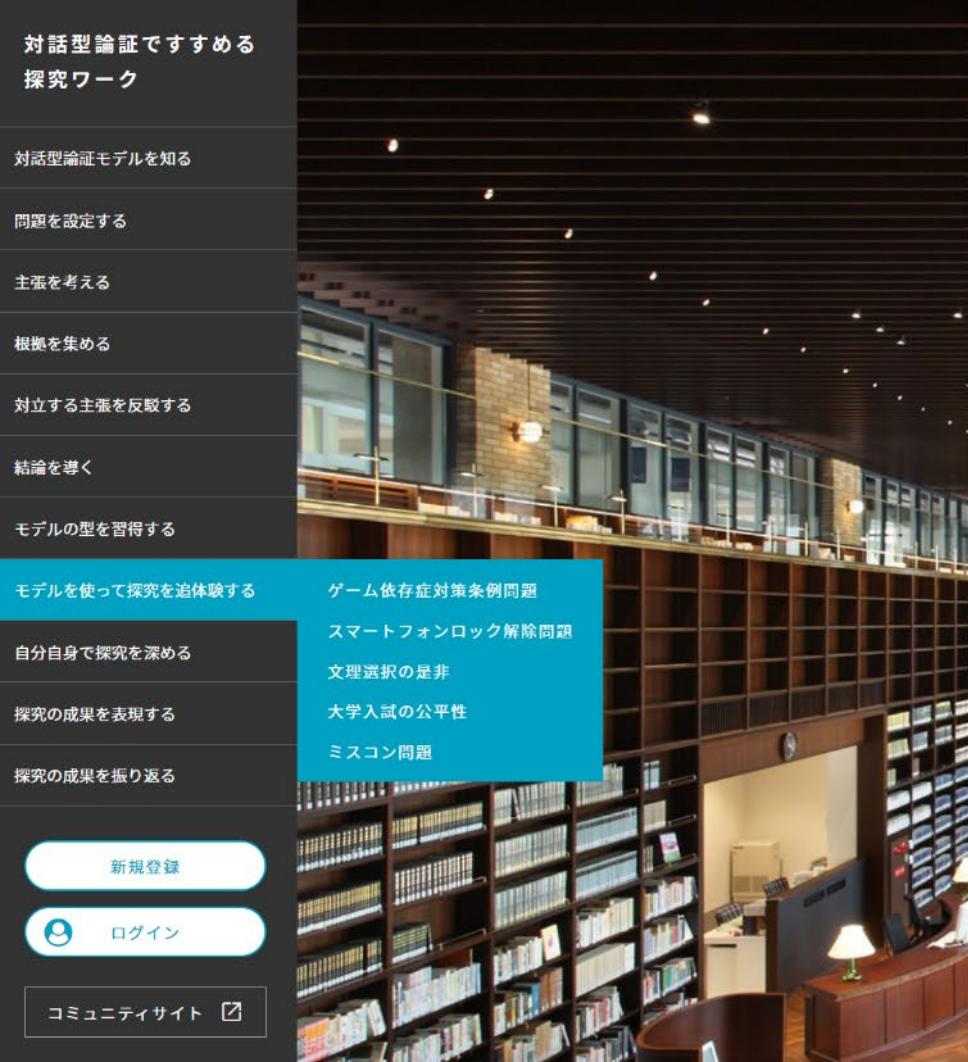 対話型論証ですすめる
探究ワーク
対話型論証モデルを知る
問題を設定する
主張を考える
根拠を集める
対立する主張を反駁する
結論を導く
モデルの型を習得する
モデルを使って探究を追体験する
ゲーム依存症対策条例問題
スマートフォンロック解除問題
文理選択の是非
大学入試の公平性
ミスコン問題
自分自身で探究を深める
探究の成果を表現する
探究の成果を振り返る
新規登録
ログイン
コミュニティサイト